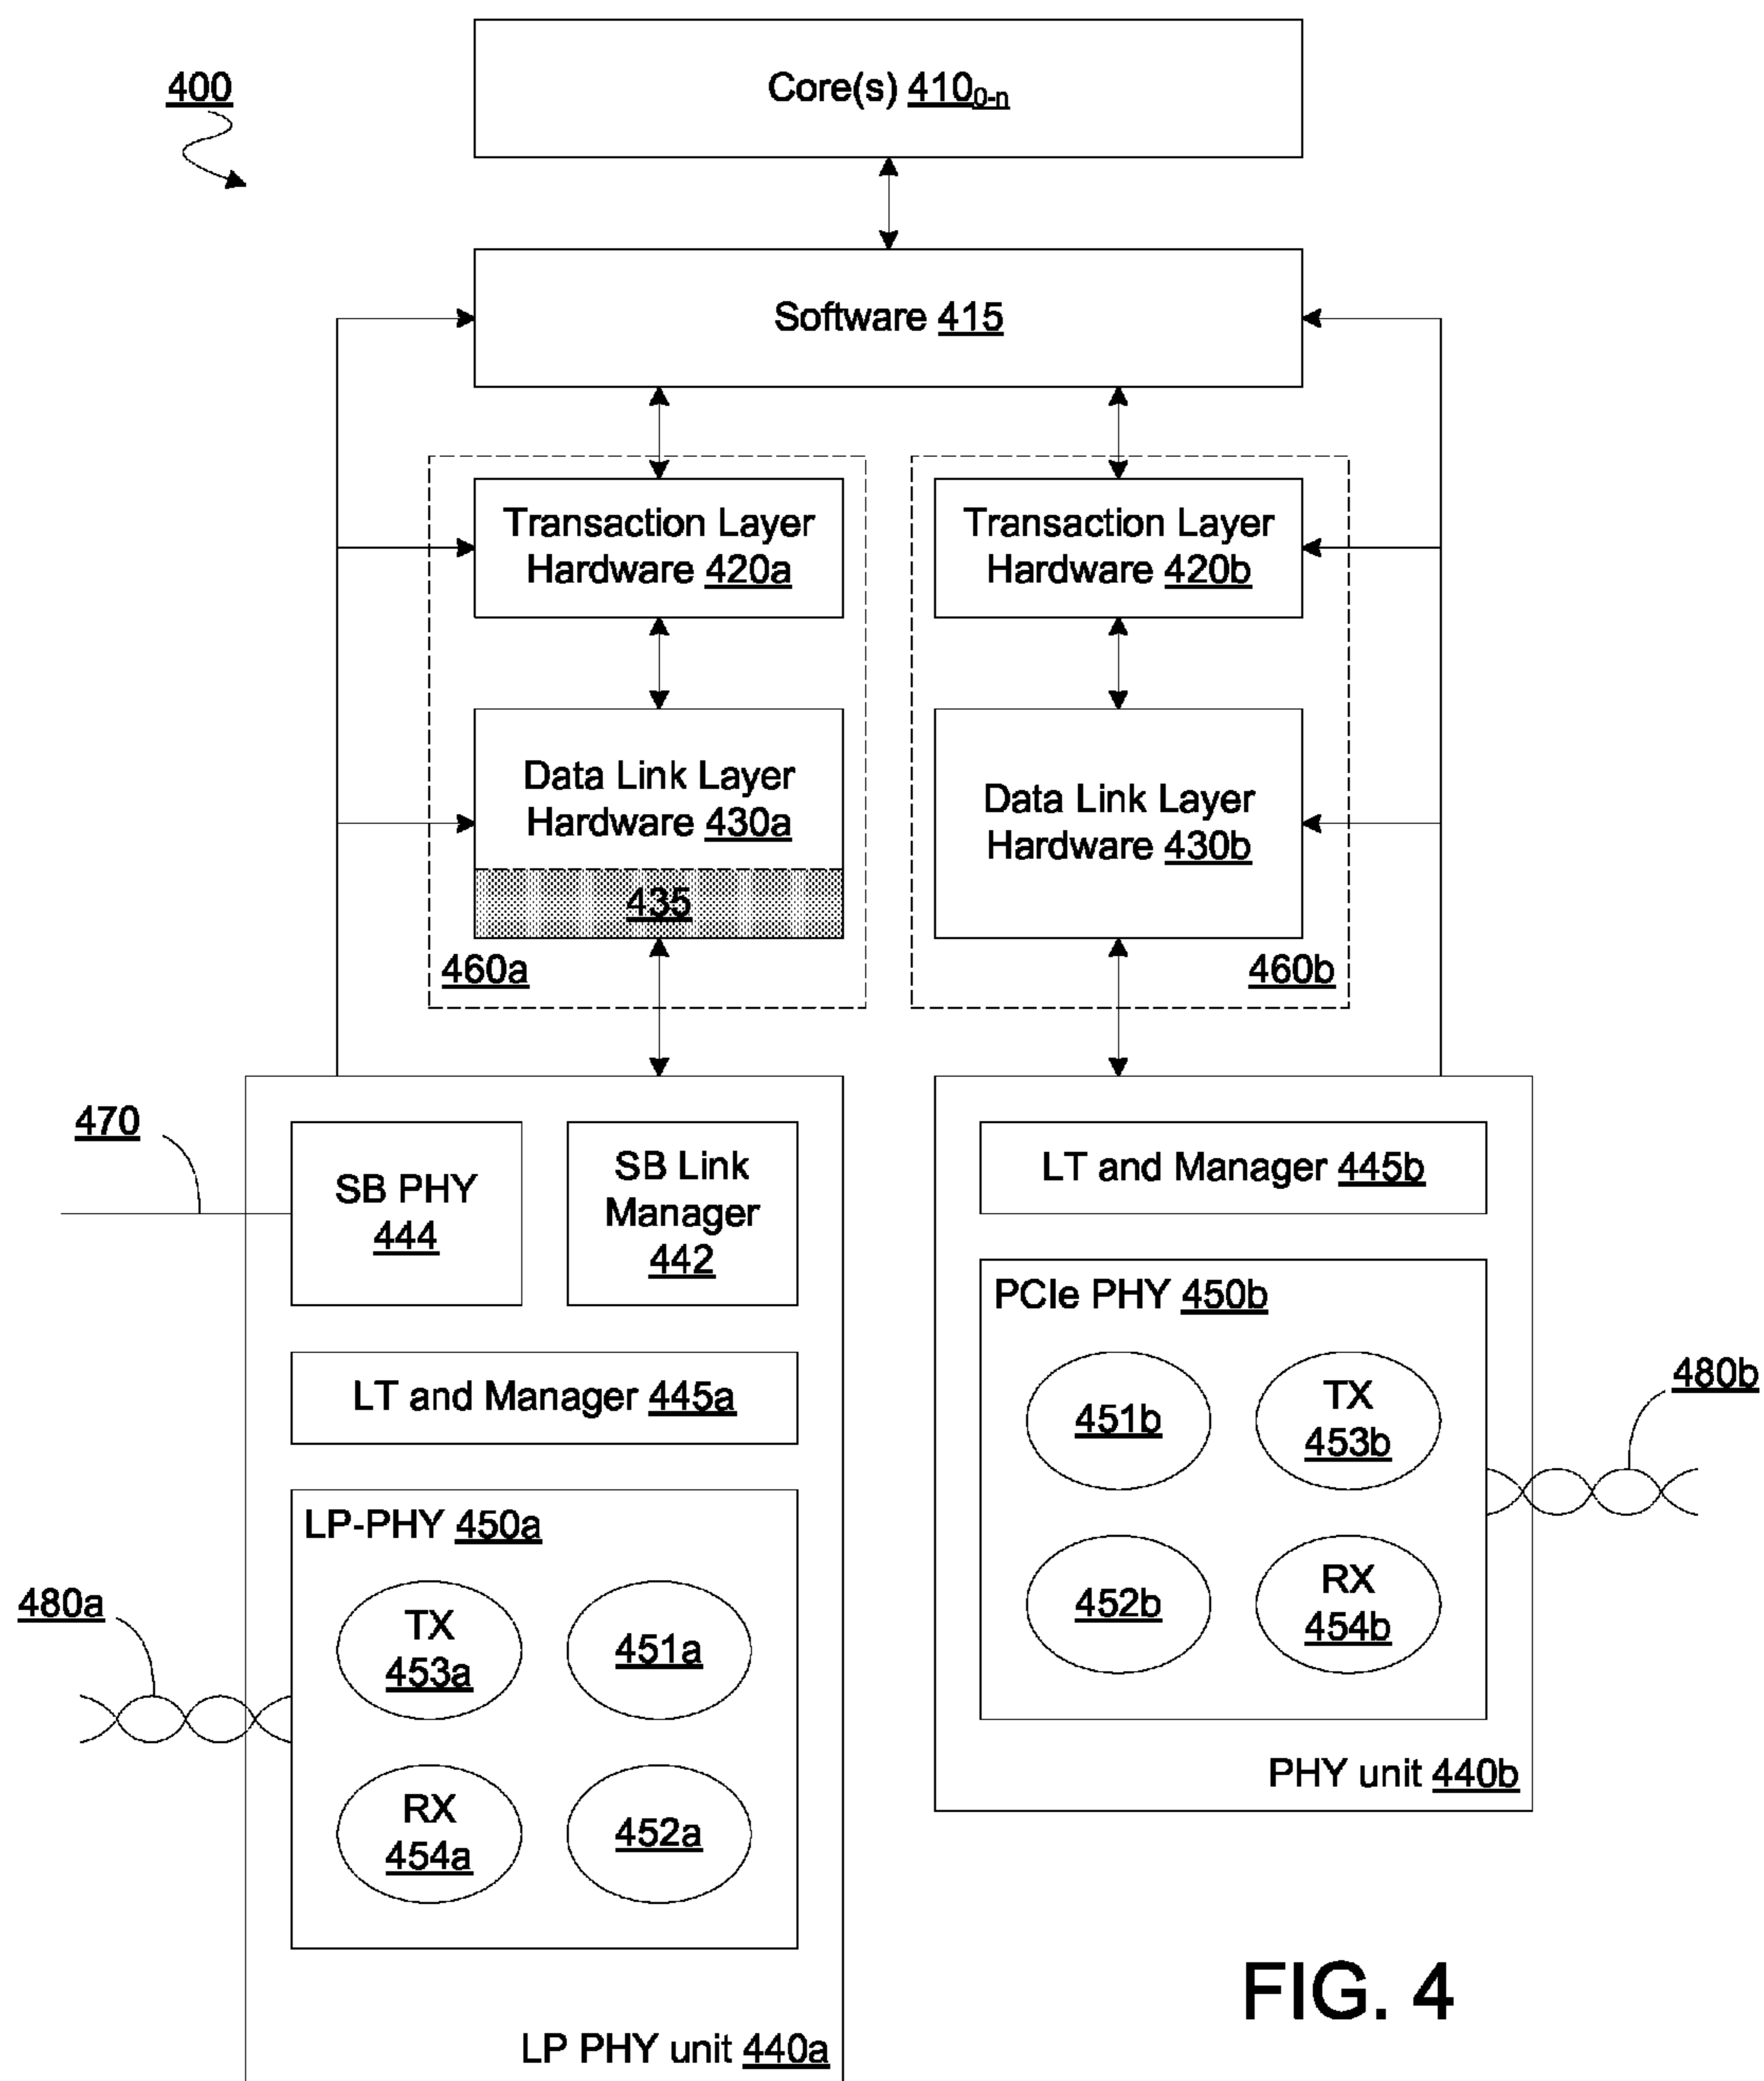 400
Core(s) 410₀₋ₙ
Software 415
Transaction Layer
Hardware 420a
Transaction Layer
Hardware 420b
Data Link Layer
Hardware 430a
435
Data Link Layer
Hardware 430b
460a
460b
470
SB PHY
444
SB Link
Manager
442
LT and Manager 445b
PCIe PHY 450b
451b
TX
453b
452b
RX
454b
480b
PHY unit 440b
LT and Manager 445a
LP-PHY 450a
480a
TX
453a
451a
RX
454a
452a
LP PHY unit 440a
FIG. 4